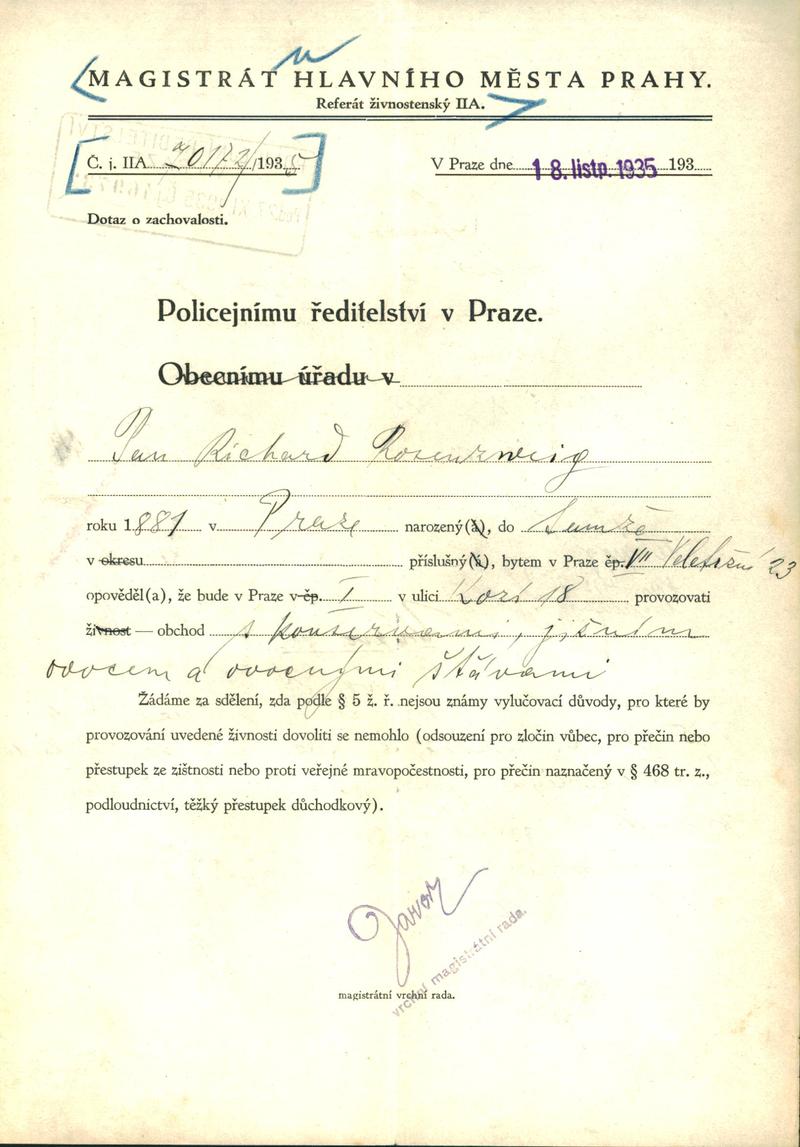 MAGISTRÁT HLAVNÍHO MĚSTA PRAHY.
Referát živnostenský IIA.
Č. j. IIA 20172/1935
V Praze dne 18. listp. 1935 193
Dotaz o zachovalosti.
Policejnímu ředitelství v Praze.
Obecnímu úřadu v
Pan Richard Rosenzweig
roku 1881 v Praze narozený(á), do
v okresu příslušný(á), bytem v Praze čp. VII Veletržní 23
opověděl(a), že bude v Praze v čp. I v ulici Kozí 18 provozovati
živnost — obchod s konservami, jižním
ovocem a ovocnými šťávami
Žádáme za sdělení, zda podle § 5 ž. ř. nejsou známy vylučovací důvody, pro které by
provozování uvedené živnosti dovoliti se nemohlo (odsouzení pro zločin vůbec, pro přečin nebo
přestupek ze zištnosti nebo proti veřejné mravopočestnosti, pro přečin naznačený v § 468 tr. z.,
podloudnictví, těžký přestupek důchodkový).
vrchní magistrátní rada.
magistrátní vrchní rada.